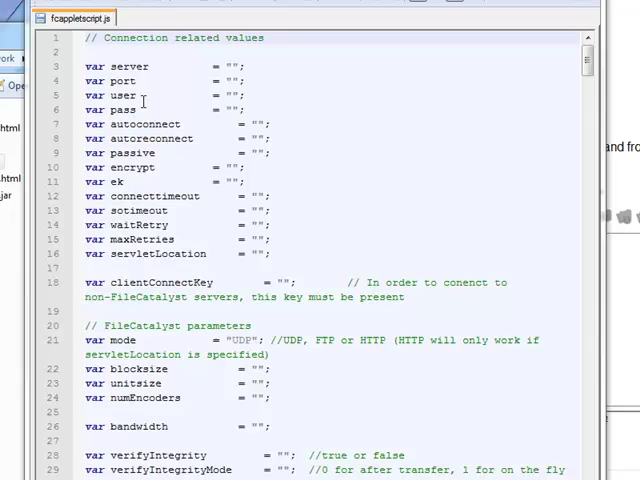 fcappletscript.js
1 // Connection related values
2
3 var server = "";
4 var port = "";
5 var user = "";
6 var pass = "";
7 var autoconnect = "";
8 var autoreconnect = "";
9 var passive = "";
10 var encrypt = "";
11 var ek = "";
12 var connecttimeout = "";
13 var sotimeout = "";
14 var waitRetry = "";
15 var maxRetries = "";
16 var servletLocation = "";
17
18 var clientConnectKey = ""; // In order to conenct to
non-FileCatalyst servers, this key must be present
19
20 // FileCatalyst parameters
21 var mode = "UDP"; //UDP, FTP or HTTP (HTTP will only work if
servletLocation is specified)
22 var blocksize = "";
23 var unitsize = "";
24 var numEncoders = "";
26 var bandwidth = "";
27
28 var verifyIntegrity = ""; //true or false
29 var verifyIntegrityMode = ""; //0 for after transfer, 1 for on the fly
Ope
html
.html
.jar
and fro